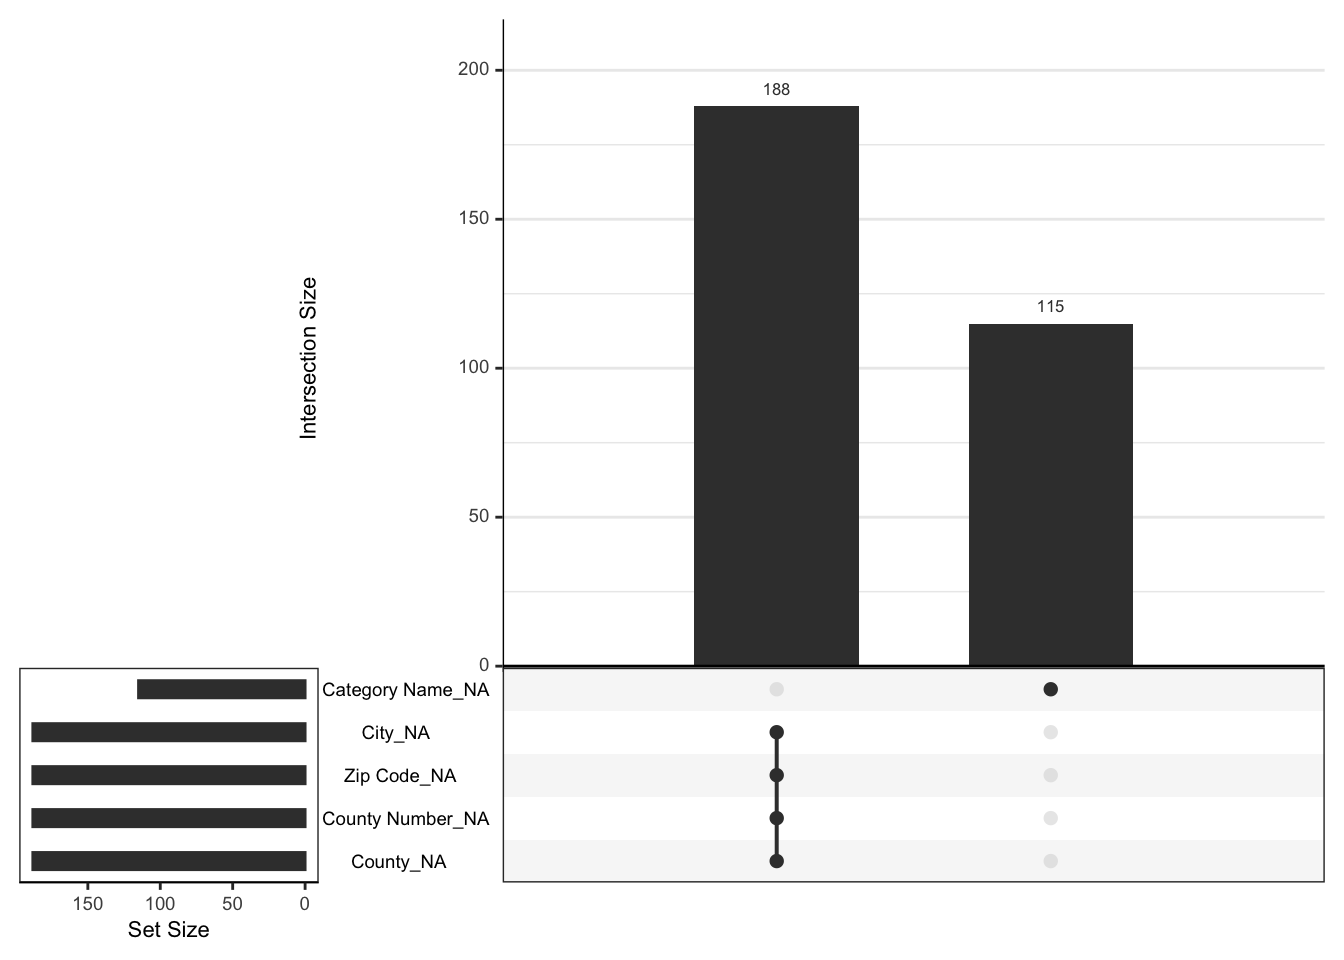 200
188
150
115
Intersection Size
100
50
0
Category Name_NA
City_NA
Zip Code_NA
County Number_NA
County_NA
150 100 50 0
Set Size